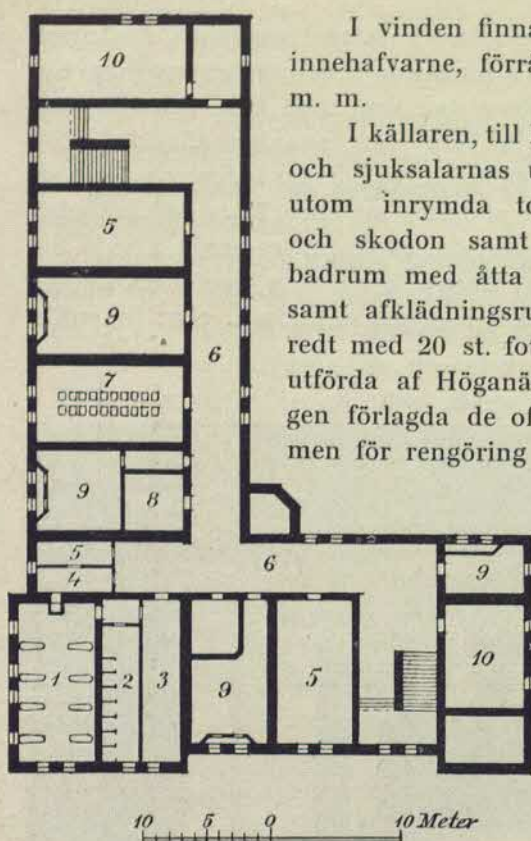 I vinden finna
innehafvarne, förra
m. m.
I källaren, till
och sjuksalarnas
utom inrymda to
och skodon samt
badrum med åtta
samt afklädningsru
redt med 20 st. fo
utförda af Höganä
gen förlagda de of
men för rengöring
10
5
9
6
7
9
8
5
4
6
9
1
2
3
9
5
10
10 5 0 10 Meter